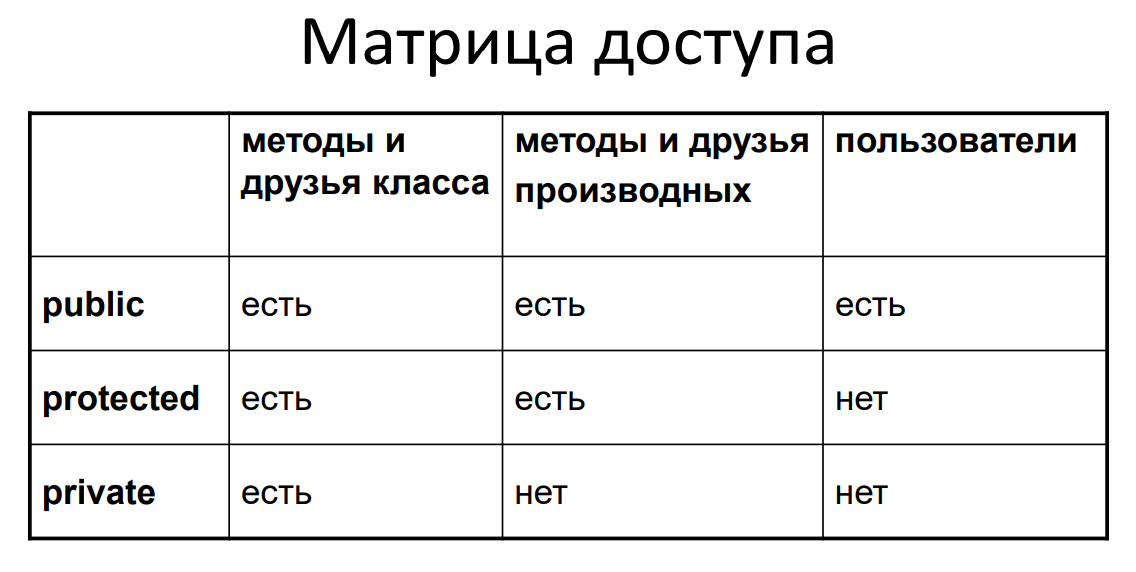 Матрица доступа
методы и
друзья класса
методы и друзья
производных
пользователи
public есть есть есть
protected есть есть нет
private есть нет нет